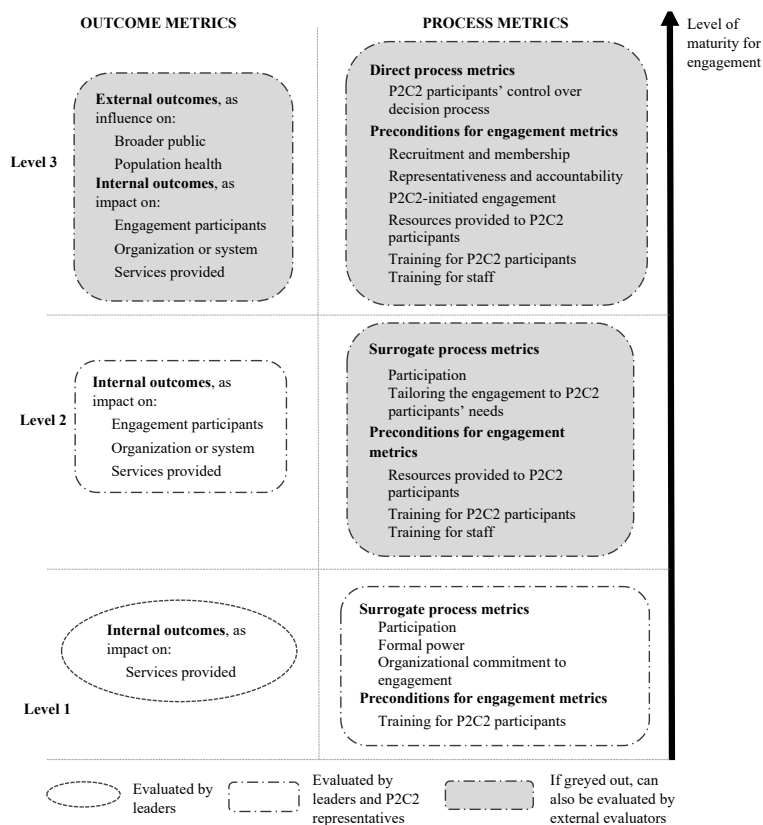 OUTCOME METRICS
PROCESS METRICS
Level of
maturity for
engagement
Level 3
External outcomes, as
influence on:
Broader public
Population health
Internal outcomes, as
impact on:
Engagement participants
Organization or system
Services provided
Direct process metrics
P2C2 participants' control over
decision process
Preconditions for engagement metrics
Recruitment and membership
Representativeness and accountability
P2C2-initiated engagement
Resources provided to P2C2
participants
Training for P2C2 participants
Training for staff
Level 2
Internal outcomes, as
impact on:
Engagement participants
Organization or system
Services provided
Surrogate process metrics
Participation
Tailoring the engagement to P2C2
participants' needs
Preconditions for engagement
metrics
Resources provided to P2C2
participants
Training for P2C2 participants
Training for staff
Level 1
Internal outcomes, as
impact on:
Services provided
Surrogate process metrics
Participation
Formal power
Organizational commitment to
engagement
Preconditions for engagement metrics
Training for P2C2 participants
Evaluated by
leaders
Evaluated by
leaders and P2C2
representatives
If greyed out, can
also be evaluated by
external evaluators